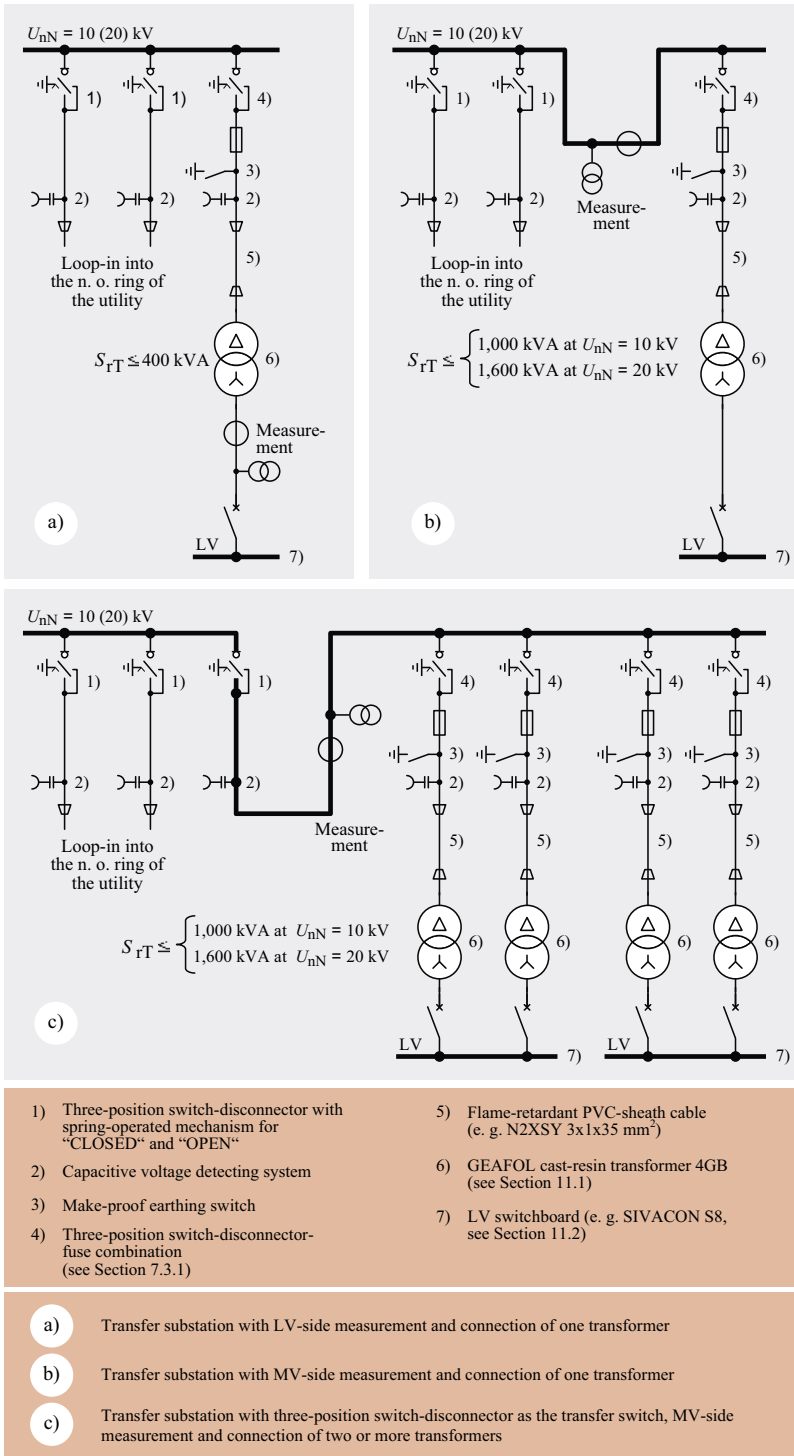 U_nN = 10 (20) kV
1)
1)
4)
3)
2)
2)
2)
5)
Loop-in into
the n. o. ring of
the utility
S_rT ≤ 400 kVA
6)
Measure-
ment
a)
LV
7)
U_nN = 10 (20) kV
1)
1)
4)
3)
2)
2)
2)
Measure-
ment
5)
Loop-in into
the n. o. ring of
the utility
S_rT ≤
1,000 kVA at U_nN = 10 kV
1,600 kVA at U_nN = 20 kV
6)
b)
LV
7)
U_nN = 10 (20) kV
1)
1)
1)
4)
4)
4)
4)
3)
3)
3)
3)
2)
2)
2)
2)
2)
2)
2)
Measure-
ment
5)
5)
5)
5)
Loop-in into
the n. o. ring of
the utility
S_rT ≤
1,000 kVA at U_nN = 10 kV
1,600 kVA at U_nN = 20 kV
6)
6)
6)
6)
c)
LV
7)
LV
7)
1) Three-position switch-disconnector with
spring-operated mechanism for
“CLOSED“ and “OPEN“
2) Capacitive voltage detecting system
3) Make-proof earthing switch
4) Three-position switch-disconnector-
fuse combination
(see Section 7.3.1)
5) Flame-retardant PVC-sheath cable
(e. g. N2XSY 3x1x35 mm²)
6) GEAFOL cast-resin transformer 4GB
(see Section 11.1)
7) LV switchboard (e. g. SIVACON S8,
see Section 11.2)
a) Transfer substation with LV-side measurement and connection of one transformer
b) Transfer substation with MV-side measurement and connection of one transformer
c) Transfer substation with three-position switch-disconnector as the transfer switch, MV-side
measurement and connection of two or more transformers